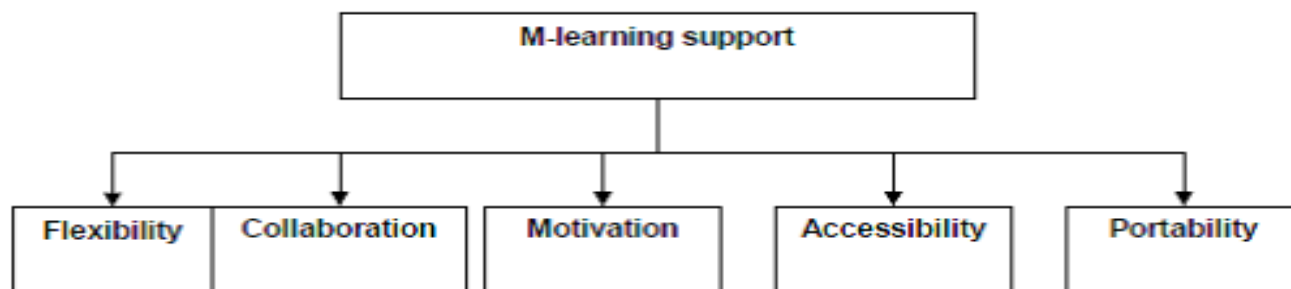 M-learning support
Flexibility
Collaboration
Motivation
Accessibility
Portability